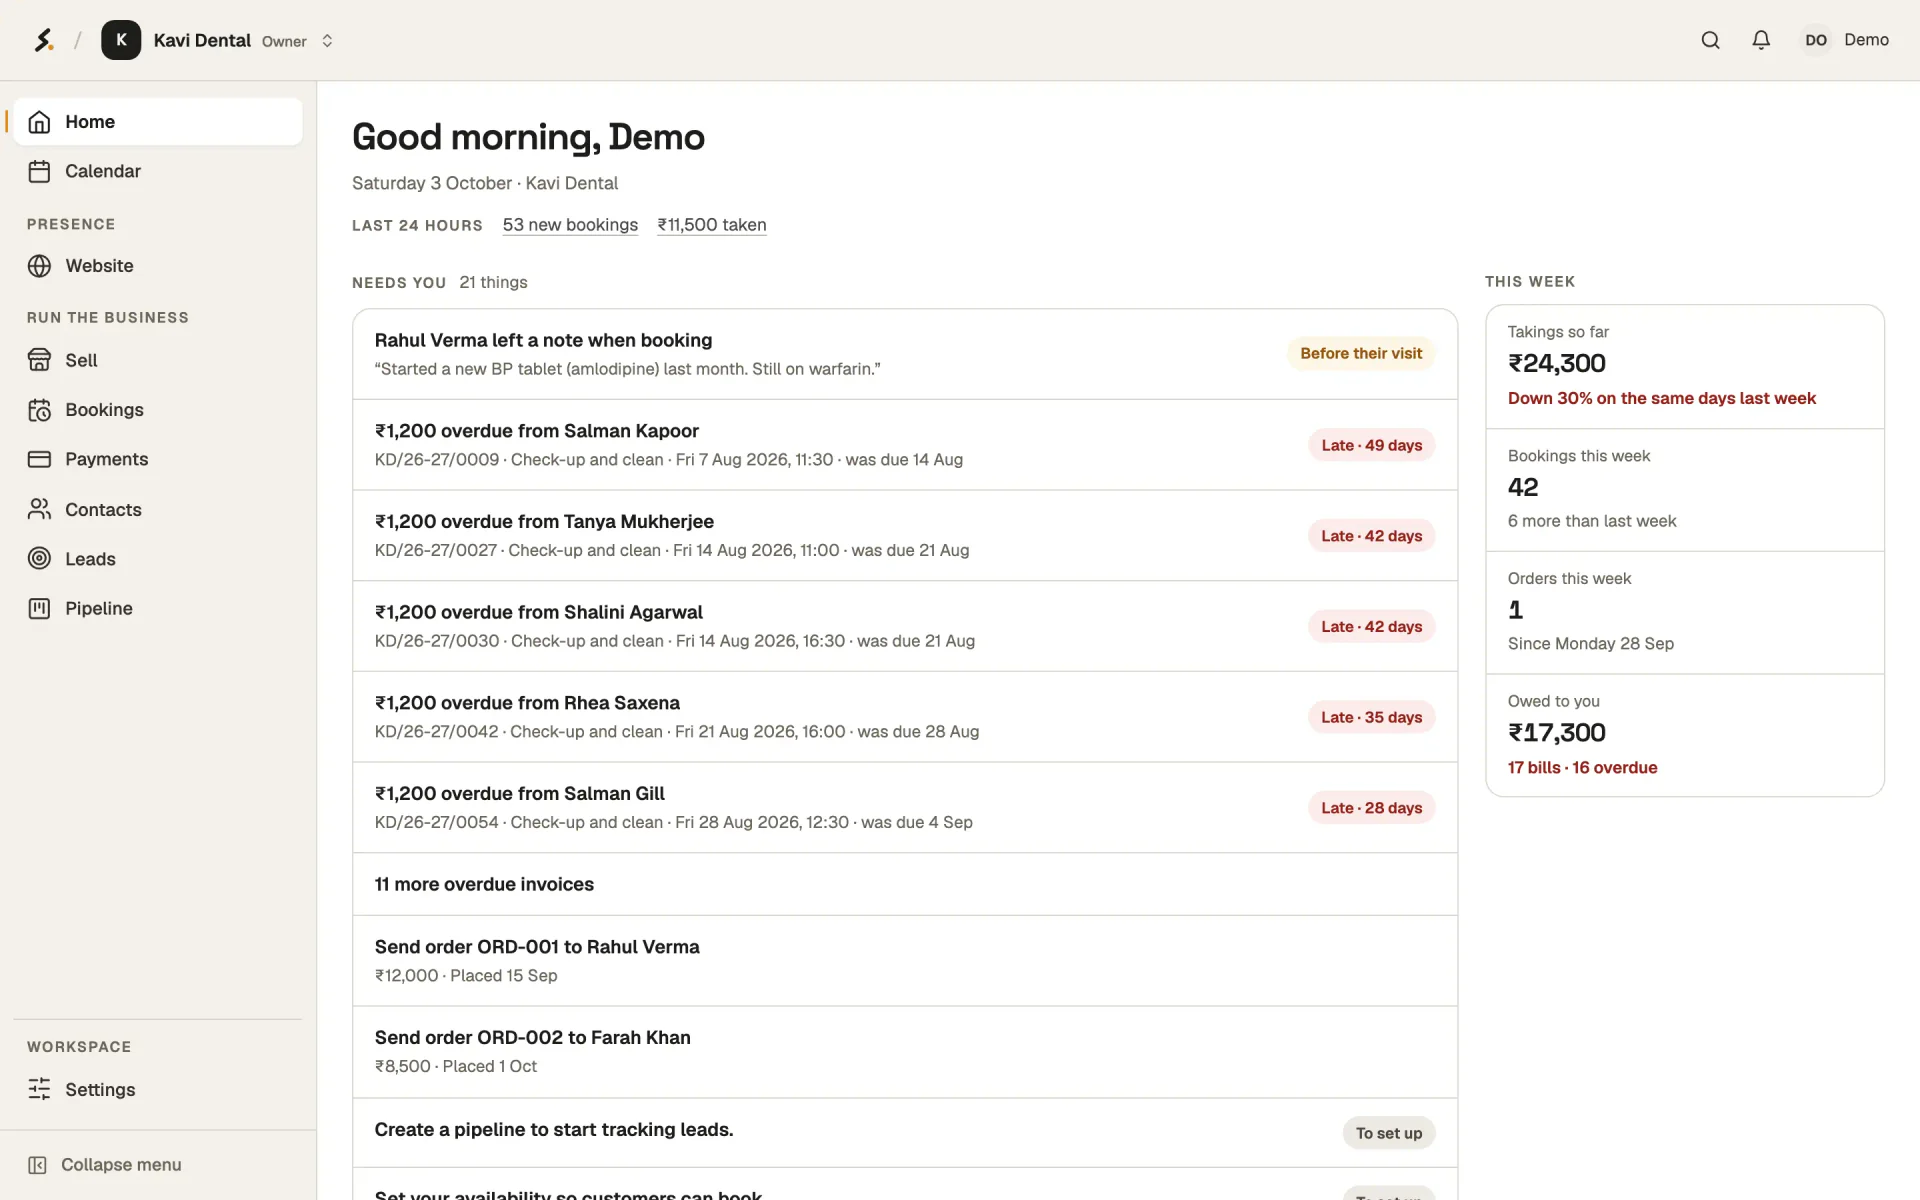 K Kavi Dental Owner
DO Demo
Home
Calendar
PRESENCE
Website
RUN THE BUSINESS
Sell
Bookings
Payments
Contacts
Leads
Pipeline
WORKSPACE
Settings
Collapse menu
Good morning, Demo
Saturday 3 October · Kavi Dental
LAST 24 HOURS 53 new bookings ₹11,500 taken
NEEDS YOU 21 things
Rahul Verma left a note when booking
“Started a new BP tablet (amlodipine) last month. Still on warfarin.”
Before their visit
₹1,200 overdue from Salman Kapoor
KD/26-27/0009 · Check-up and clean · Fri 7 Aug 2026, 11:30 · was due 14 Aug
Late · 49 days
₹1,200 overdue from Tanya Mukherjee
KD/26-27/0027 · Check-up and clean · Fri 14 Aug 2026, 11:00 · was due 21 Aug
Late · 42 days
₹1,200 overdue from Shalini Agarwal
KD/26-27/0030 · Check-up and clean · Fri 14 Aug 2026, 16:30 · was due 21 Aug
Late · 42 days
₹1,200 overdue from Rhea Saxena
KD/26-27/0042 · Check-up and clean · Fri 21 Aug 2026, 16:00 · was due 28 Aug
Late · 35 days
₹1,200 overdue from Salman Gill
KD/26-27/0054 · Check-up and clean · Fri 28 Aug 2026, 12:30 · was due 4 Sep
Late · 28 days
11 more overdue invoices
Send order ORD-001 to Rahul Verma
₹12,000 · Placed 15 Sep
Send order ORD-002 to Farah Khan
₹8,500 · Placed 1 Oct
Create a pipeline to start tracking leads.
To set up
Set your availability so customers can book
To set up
THIS WEEK
Takings so far
₹24,300
Down 30% on the same days last week
Bookings this week
42
6 more than last week
Orders this week
1
Since Monday 28 Sep
Owed to you
₹17,300
17 bills · 16 overdue